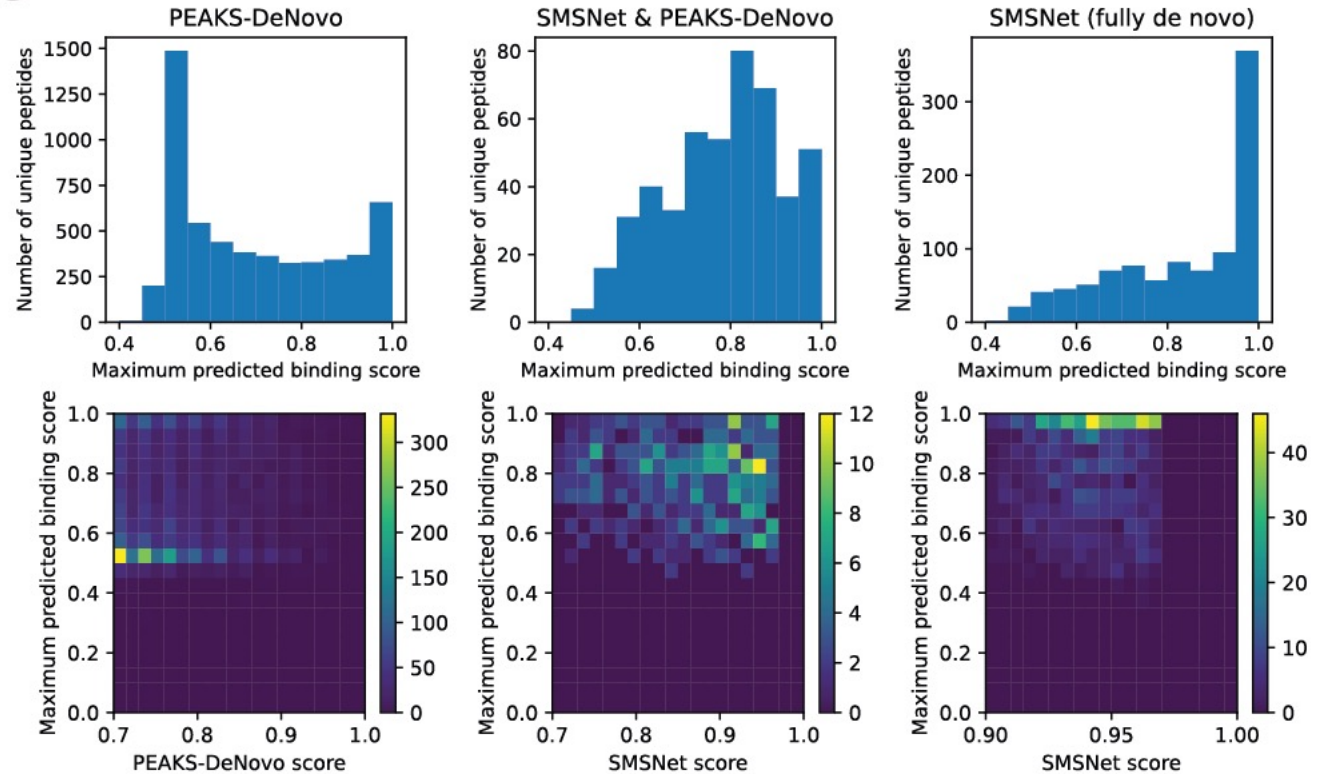 PEAKS-DeNovo
SMSNet & PEAKS-DeNovo
SMSNet (fully de novo)
Number of unique peptides
1500
1250
1000
750
500
250
0
0.4 0.6 0.8 1.0
Maximum predicted binding score
Number of unique peptides
80
60
40
20
0
0.4 0.6 0.8 1.0
Maximum predicted binding score
Number of unique peptides
300
200
100
0
0.4 0.6 0.8 1.0
Maximum predicted binding score
Maximum predicted binding score
1.0
0.8
0.6
0.4
0.2
0.0
0.7 0.8 0.9 1.0
PEAKS-DeNovo score
300
250
200
150
100
50
0
Maximum predicted binding score
1.0
0.8
0.6
0.4
0.2
0.0
0.7 0.8 0.9 1.0
SMSNet score
12
10
8
6
4
2
0
Maximum predicted binding score
1.0
0.8
0.6
0.4
0.2
0.0
0.90 0.95 1.00
SMSNet score
40
30
20
10
0